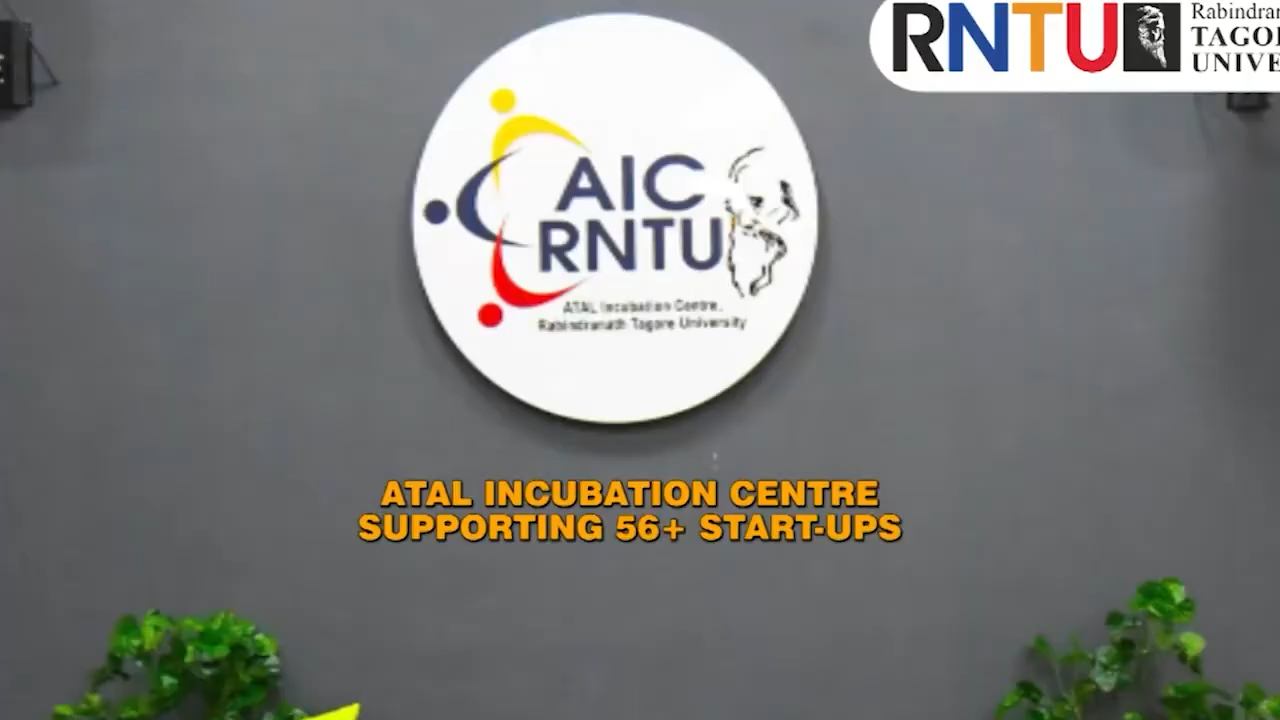 RNTU
Rabindran
TAGOR
UNIVE
AIC
RNTU
ATAL Incubation Centre,
Rabindranath Tagore University
ATAL INCUBATION CENTRE
SUPPORTING 56+ START-UPS